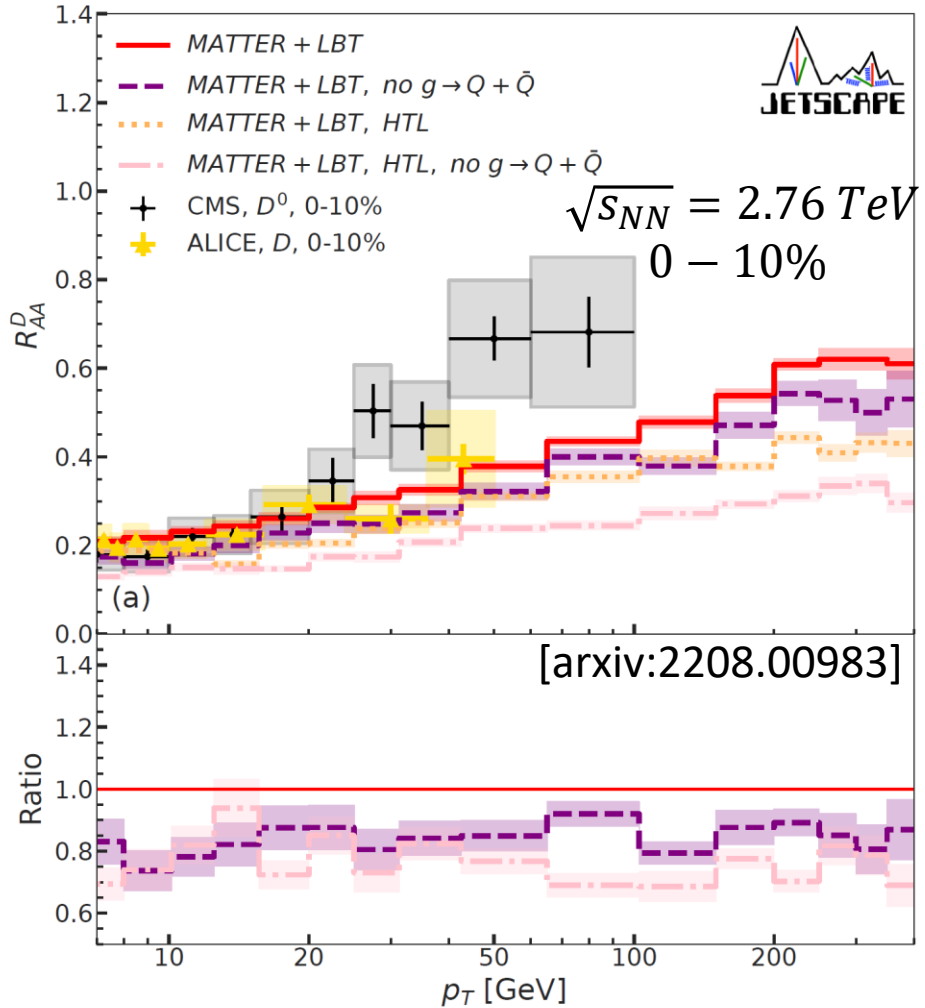 1.4
1.2
1.0
0.8
0.6
0.4
0.2
0.0
R^D_AA
MATTER + LBT
MATTER + LBT, no g → Q + Q̄
MATTER + LBT, HTL
MATTER + LBT, HTL, no g → Q + Q̄
CMS, D⁰, 0-10%
ALICE, D, 0-10%
JETSCAPE
√s_NN = 2.76 TeV
0 − 10%
(a)
[arxiv:2208.00983]
1.4
1.2
1.0
0.8
0.6
Ratio
10 20 30 40 50 100 200
p_T [GeV]